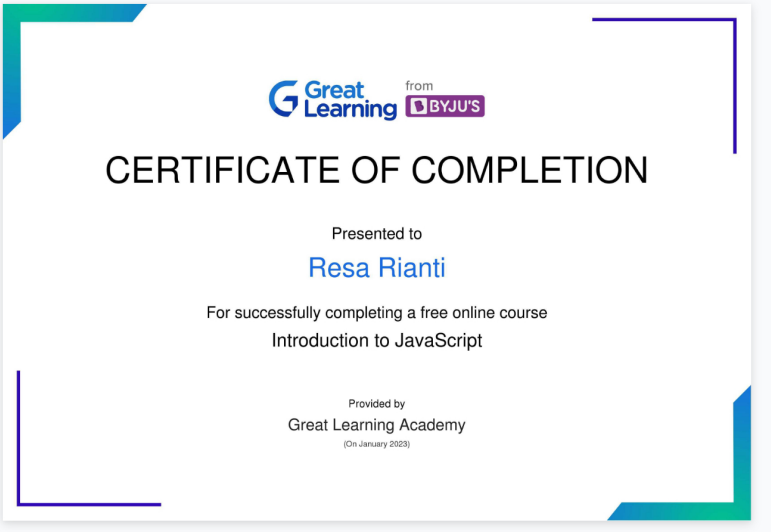 Great Learning from BYJU'S
CERTIFICATE OF COMPLETION
Presented to
Resa Rianti
For successfully completing a free online course
Introduction to JavaScript
Provided by
Great Learning Academy
(On January 2023)